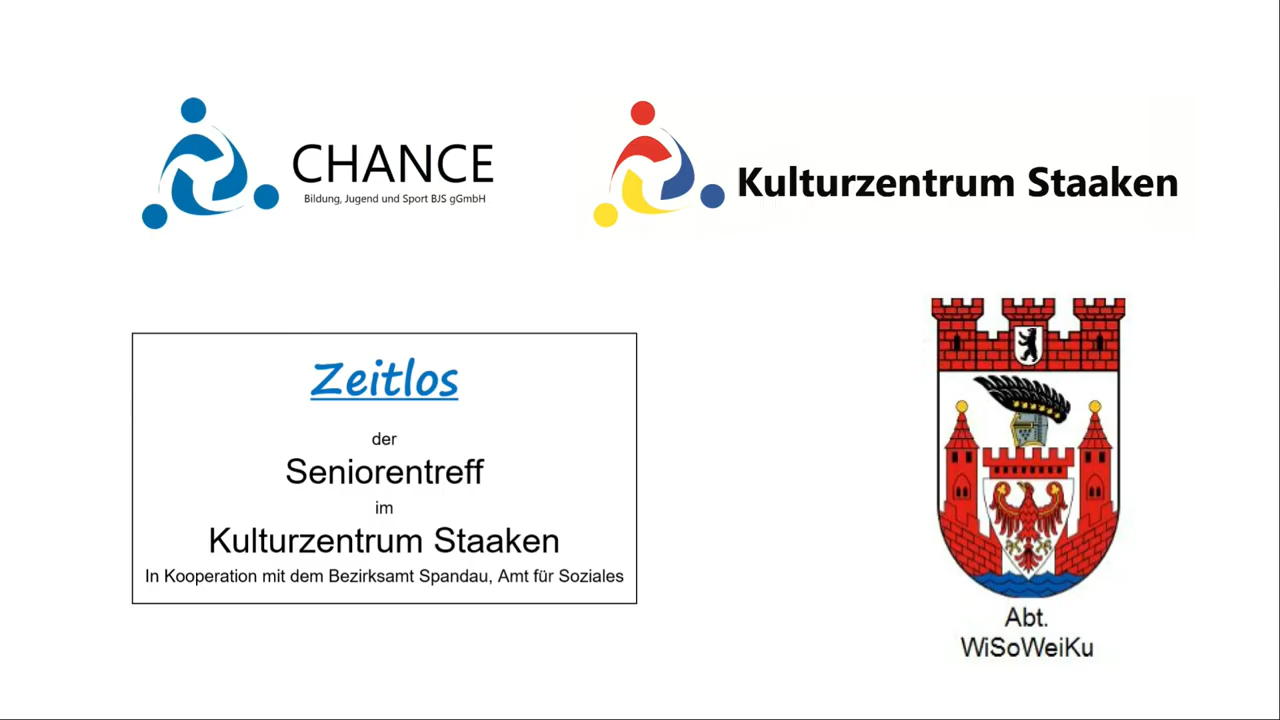 CHANCE
Bildung, Jugend und Sport BJS gGmbH
Kulturzentrum Staaken
Zeitlos
der
Seniorentreff
im
Kulturzentrum Staaken
In Kooperation mit dem Bezirksamt Spandau, Amt für Soziales
Abt.
WiSoWeiKu